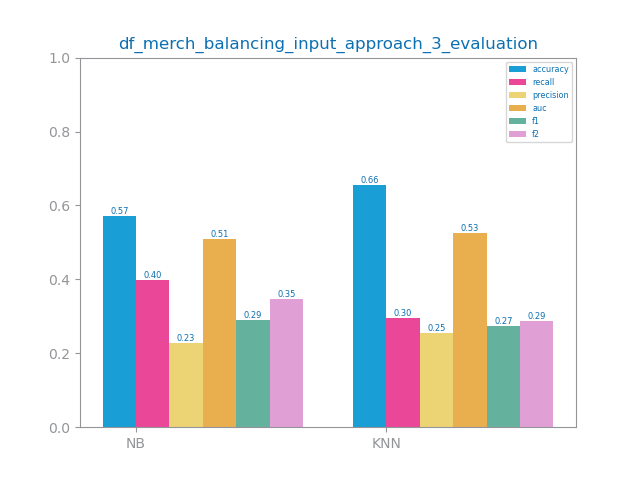 df_merch_balancing_input_approach_3_evaluation
1.0
0.8
0.6
0.4
0.2
0.0
accuracy
recall
precision
auc
f1
f2
0.57
0.40
0.23
0.51
0.29
0.35
0.66
0.30
0.25
0.53
0.27
0.29
NB
KNN